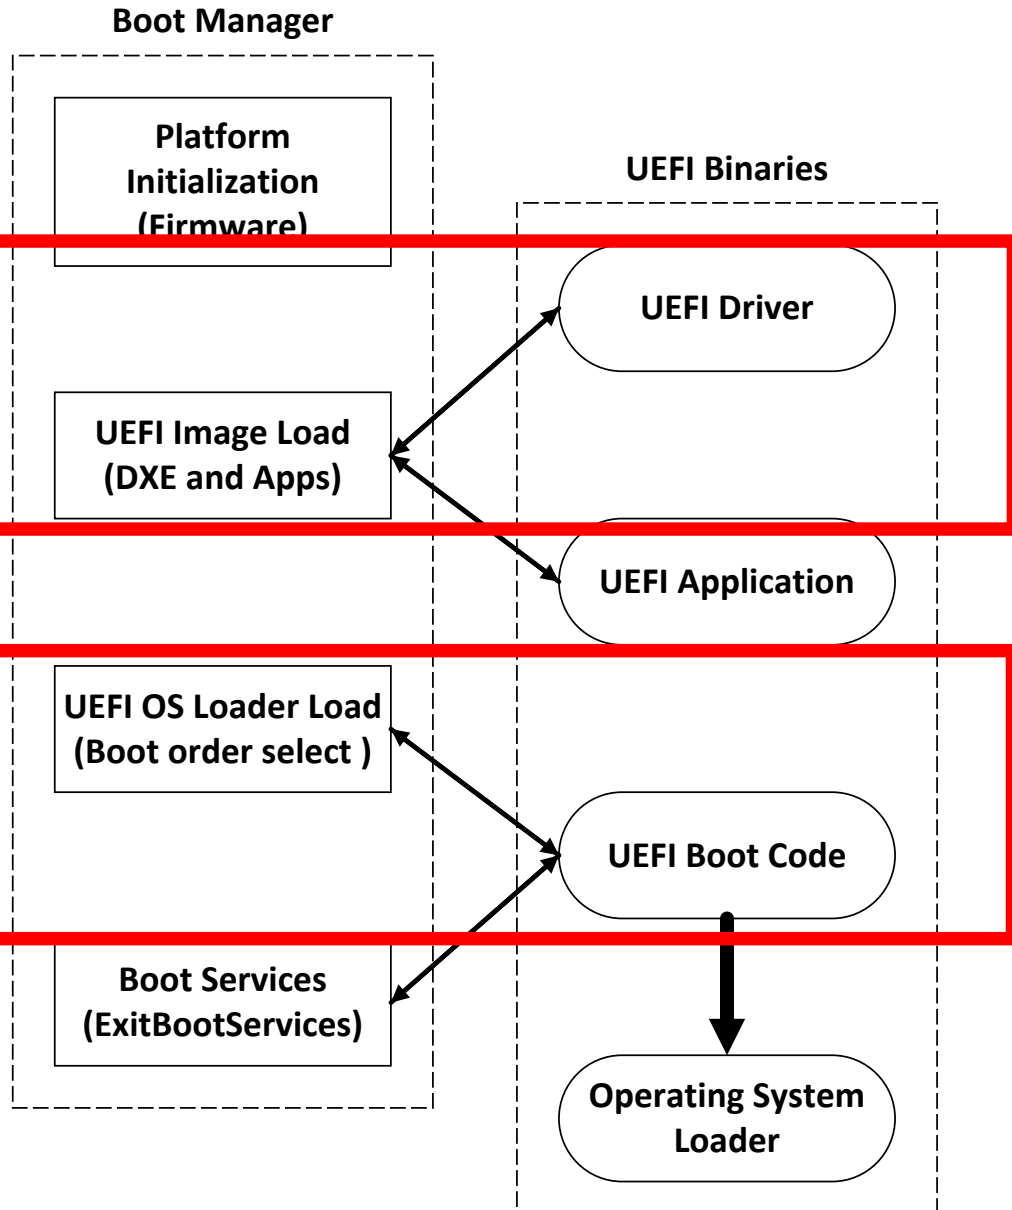 Boot Manager
Platform
Initialization
(Firmware)
UEFI Image Load
(DXE and Apps)
UEFI OS Loader Load
(Boot order select )
Boot Services
(ExitBootServices)
UEFI Binaries
UEFI Driver
UEFI Application
UEFI Boot Code
Operating System
Loader